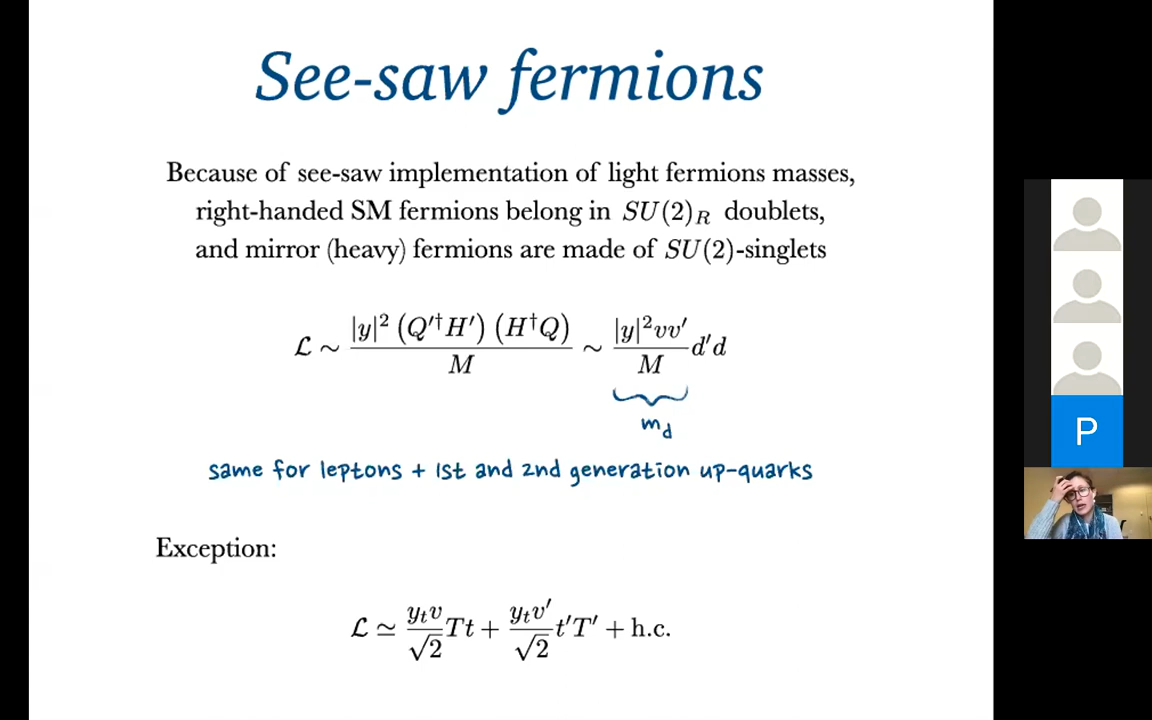 See-saw fermions
Because of see-saw implementation of light fermions masses,
right-handed SM fermions belong in SU(2)_R doublets,
and mirror (heavy) fermions are made of SU(2)-singlets
ℒ ∼ |y|² (Q′†H′) (H†Q) / M ∼ |y|²vv′ / M d′d
m_d
same for leptons + 1st and 2nd generation up-quarks
Exception:
ℒ ≃ y_t v / √2 Tt + y_t v′ / √2 t′T′ + h.c.
P